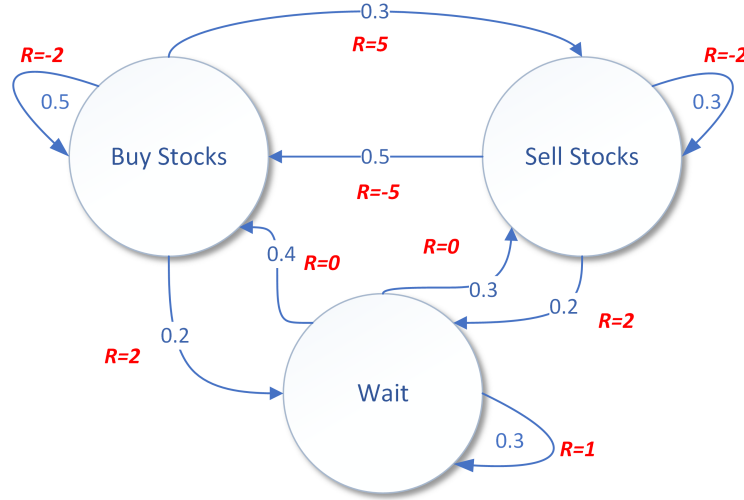 0.3
R=5
R=-2
0.5
R=-2
0.3
Buy Stocks
0.5
Sell Stocks
R=-5
0.4
R=0
R=0
0.3
0.2
R=2
0.2
R=2
Wait
0.3
R=1